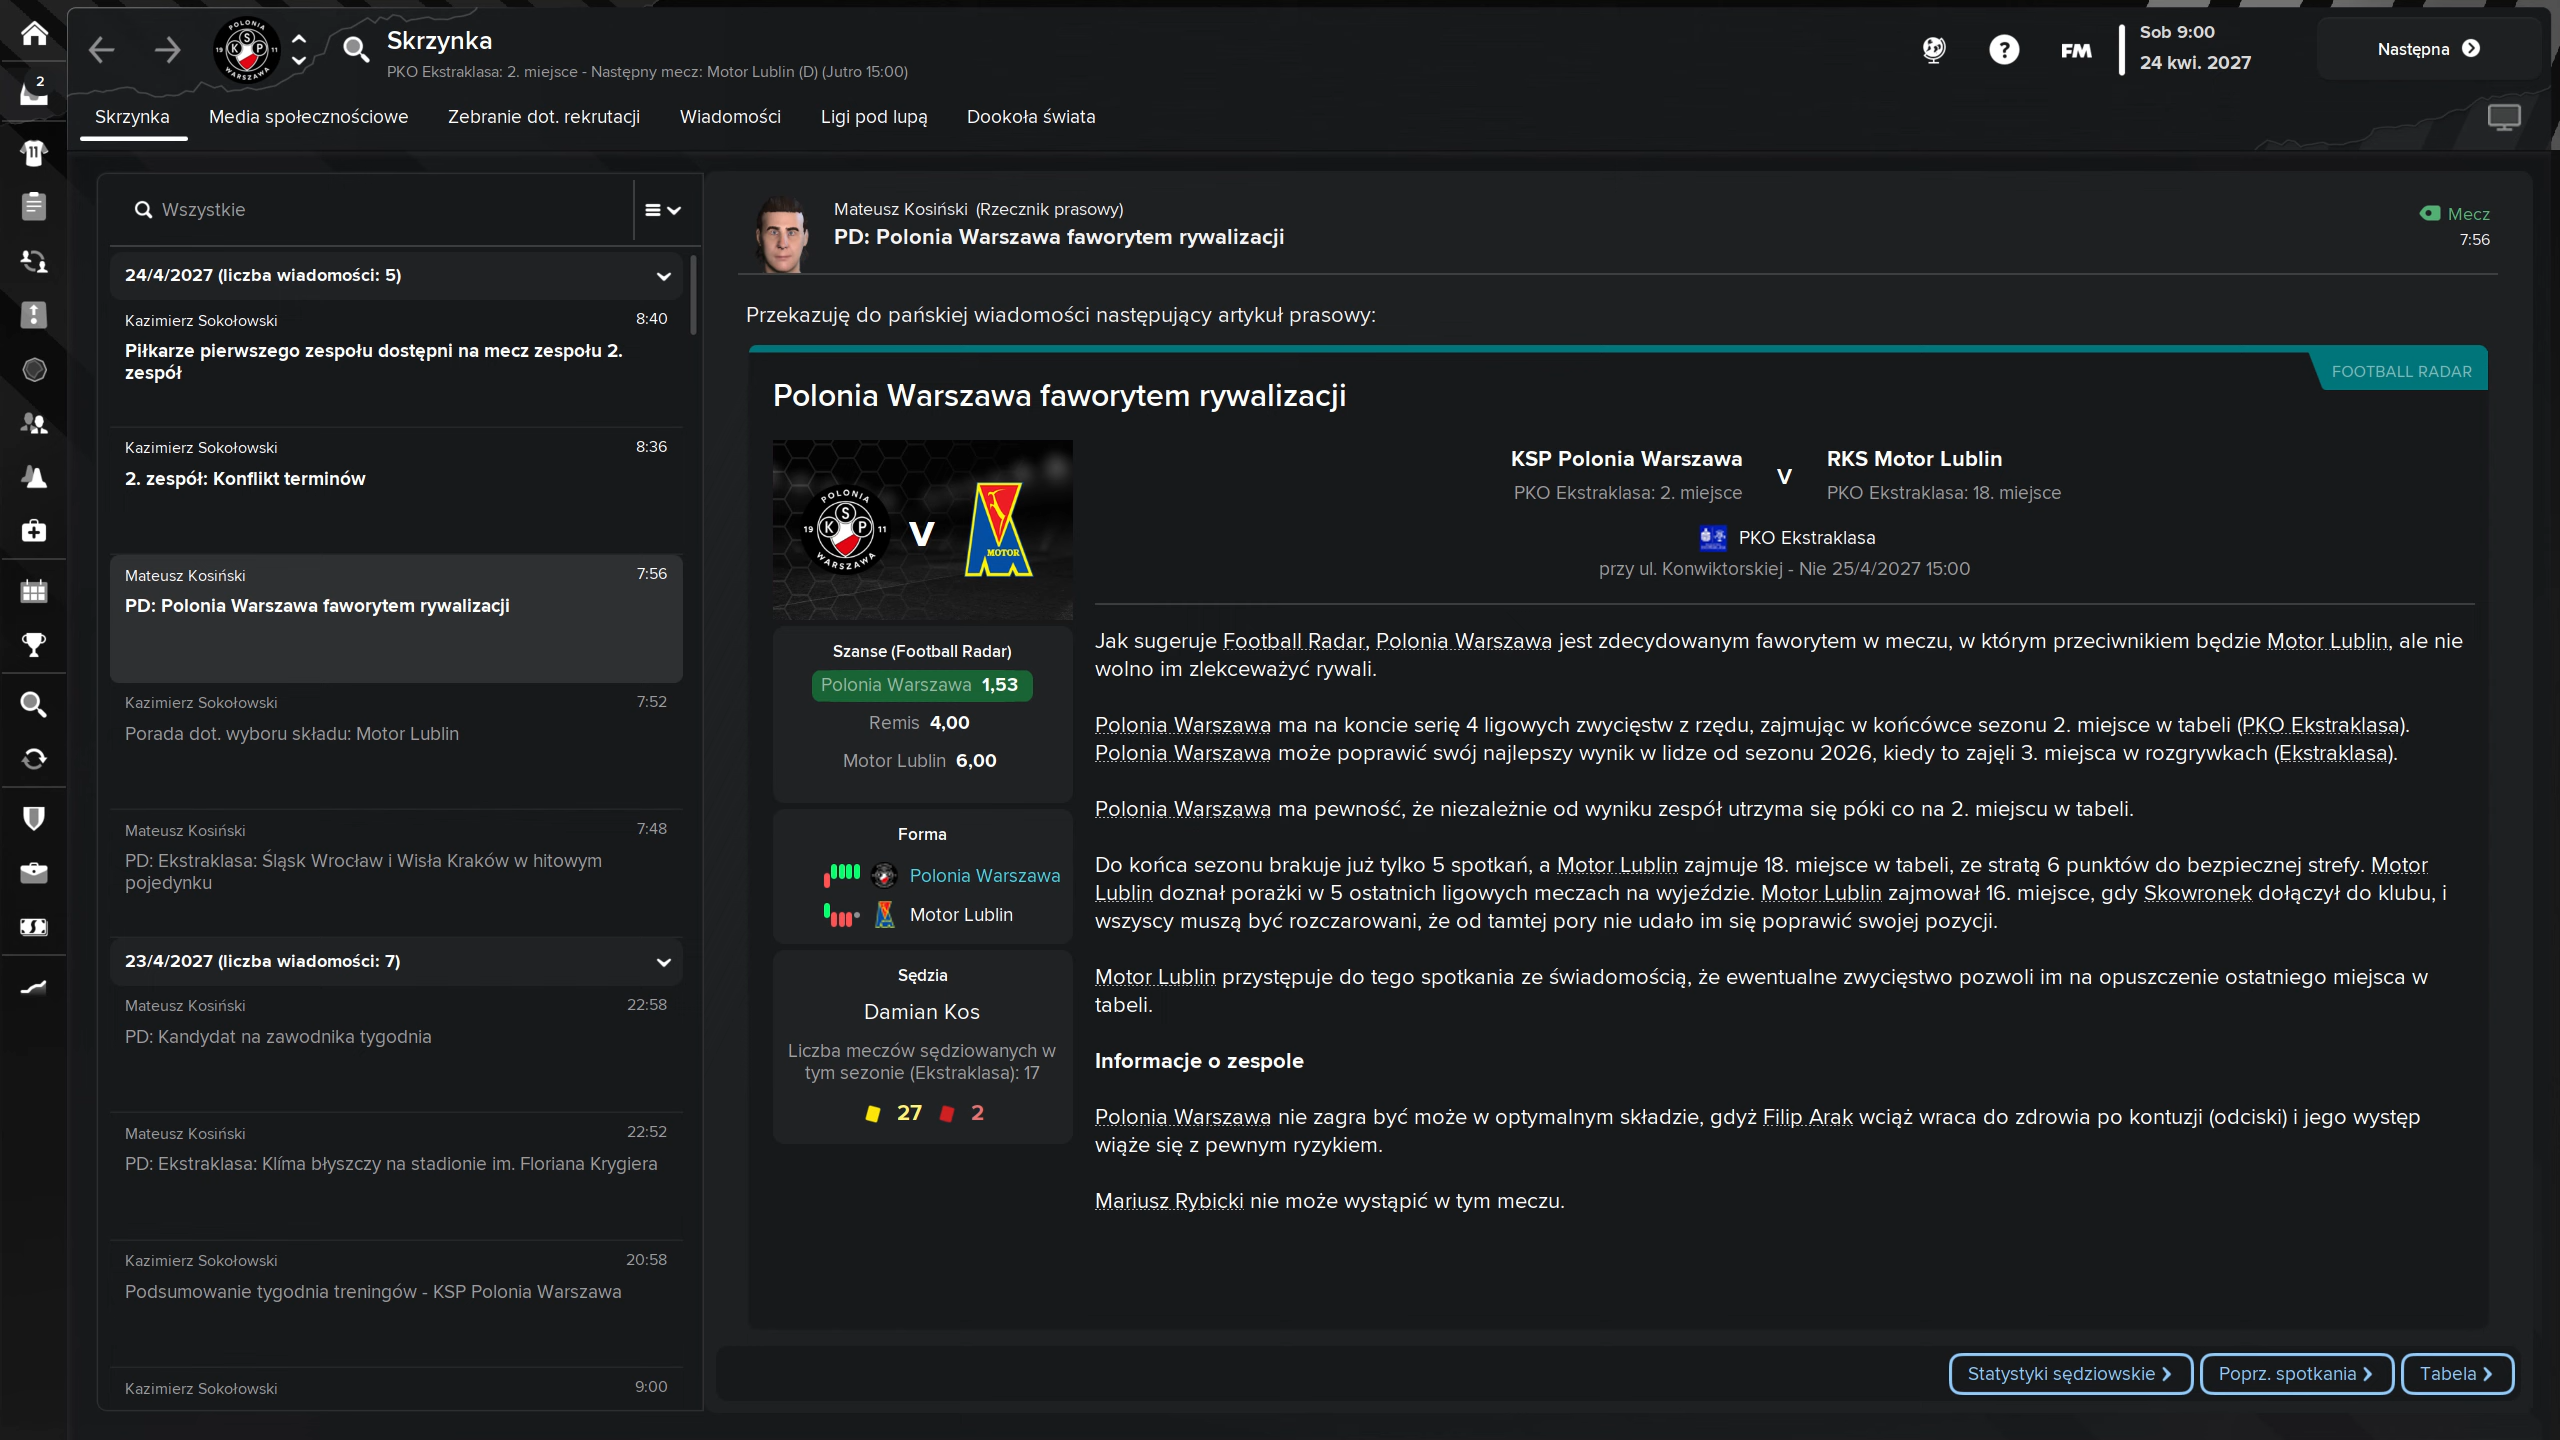 2
POLONIA
19 K S P 11
WARSZAWA
Skrzynka
PKO Ekstraklasa: 2. miejsce - Następny mecz: Motor Lublin (D) (Jutro 15:00)
?
FM
Sob 9:00
24 kwi. 2027
Następna
Skrzynka
Media społecznościowe
Zebranie dot. rekrutacji
Wiadomości
Ligi pod lupą
Dookoła świata
11
Wszystkie
24/4/2027 (liczba wiadomości: 5)
Kazimierz Sokołowski
8:40
Piłkarze pierwszego zespołu dostępni na mecz zespołu 2.
zespół
Kazimierz Sokołowski
8:36
2. zespół: Konflikt terminów
Mateusz Kosiński
7:56
PD: Polonia Warszawa faworytem rywalizacji
Kazimierz Sokołowski
7:52
Porada dot. wyboru składu: Motor Lublin
Mateusz Kosiński
7:48
PD: Ekstraklasa: Śląsk Wrocław i Wisła Kraków w hitowym
pojedynku
23/4/2027 (liczba wiadomości: 7)
Mateusz Kosiński
22:58
PD: Kandydat na zawodnika tygodnia
Mateusz Kosiński
22:52
PD: Ekstraklasa: Klíma błyszczy na stadionie im. Floriana Krygiera
Kazimierz Sokołowski
20:58
Podsumowanie tygodnia treningów - KSP Polonia Warszawa
Kazimierz Sokołowski
9:00
Mateusz Kosiński (Rzecznik prasowy)
PD: Polonia Warszawa faworytem rywalizacji
Mecz
7:56
Przekazuję do pańskiej wiadomości następujący artykuł prasowy:
FOOTBALL RADAR
Polonia Warszawa faworytem rywalizacji
POLONIA
19 K S P 11
WARSZAWA
V
MOTOR
KSP Polonia Warszawa
PKO Ekstraklasa: 2. miejsce
V
RKS Motor Lublin
PKO Ekstraklasa: 18. miejsce
PKO Ekstraklasa
przy ul. Konwiktorskiej - Nie 25/4/2027 15:00
Szanse (Football Radar)
Polonia Warszawa 1,53
Remis 4,00
Motor Lublin 6,00
Forma
Polonia Warszawa
Motor Lublin
Sędzia
Damian Kos
Liczba meczów sędziowanych w
tym sezonie (Ekstraklasa): 17
27 2
Jak sugeruje Football Radar, Polonia Warszawa jest zdecydowanym faworytem w meczu, w którym przeciwnikiem będzie Motor Lublin, ale nie
wolno im zlekceważyć rywali.
Polonia Warszawa ma na koncie serię 4 ligowych zwycięstw z rzędu, zajmując w końcówce sezonu 2. miejsce w tabeli (PKO Ekstraklasa).
Polonia Warszawa może poprawić swój najlepszy wynik w lidze od sezonu 2026, kiedy to zajęli 3. miejsca w rozgrywkach (Ekstraklasa).
Polonia Warszawa ma pewność, że niezależnie od wyniku zespół utrzyma się póki co na 2. miejscu w tabeli.
Do końca sezonu brakuje już tylko 5 spotkań, a Motor Lublin zajmuje 18. miejsce w tabeli, ze stratą 6 punktów do bezpiecznej strefy. Motor
Lublin doznał porażki w 5 ostatnich ligowych meczach na wyjeździe. Motor Lublin zajmował 16. miejsce, gdy Skowronek dołączył do klubu, i
wszyscy muszą być rozczarowani, że od tamtej pory nie udało im się poprawić swojej pozycji.
Motor Lublin przystępuje do tego spotkania ze świadomością, że ewentualne zwycięstwo pozwoli im na opuszczenie ostatniego miejsca w
tabeli.
Informacje o zespole
Polonia Warszawa nie zagra być może w optymalnym składzie, gdyż Filip Arak wciąż wraca do zdrowia po kontuzji (odciski) i jego występ
wiąże się z pewnym ryzykiem.
Mariusz Rybicki nie może wystąpić w tym meczu.
Statystyki sędziowskie
Poprz. spotkania
Tabela